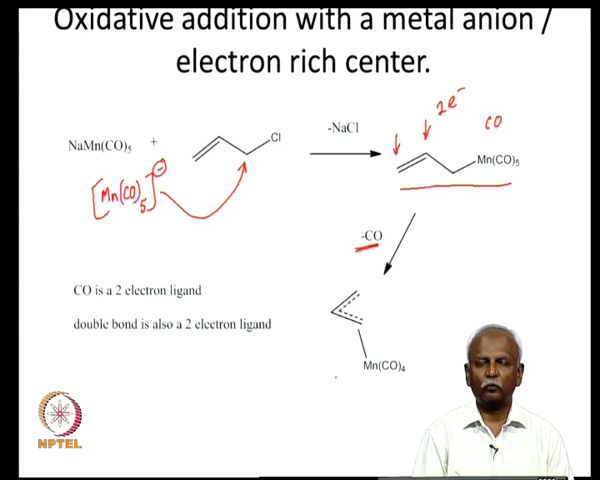 Oxidative addition with a metal anion /
electron rich center.
2e⁻
CO
-NaCl
Cl
NaMn(CO)₅ +
Mn(CO)₅
[Mn(CO)₅]⊖
-CO
CO is a 2 electron ligand
double bond is also a 2 electron ligand
Mn(CO)₄
NPTEL